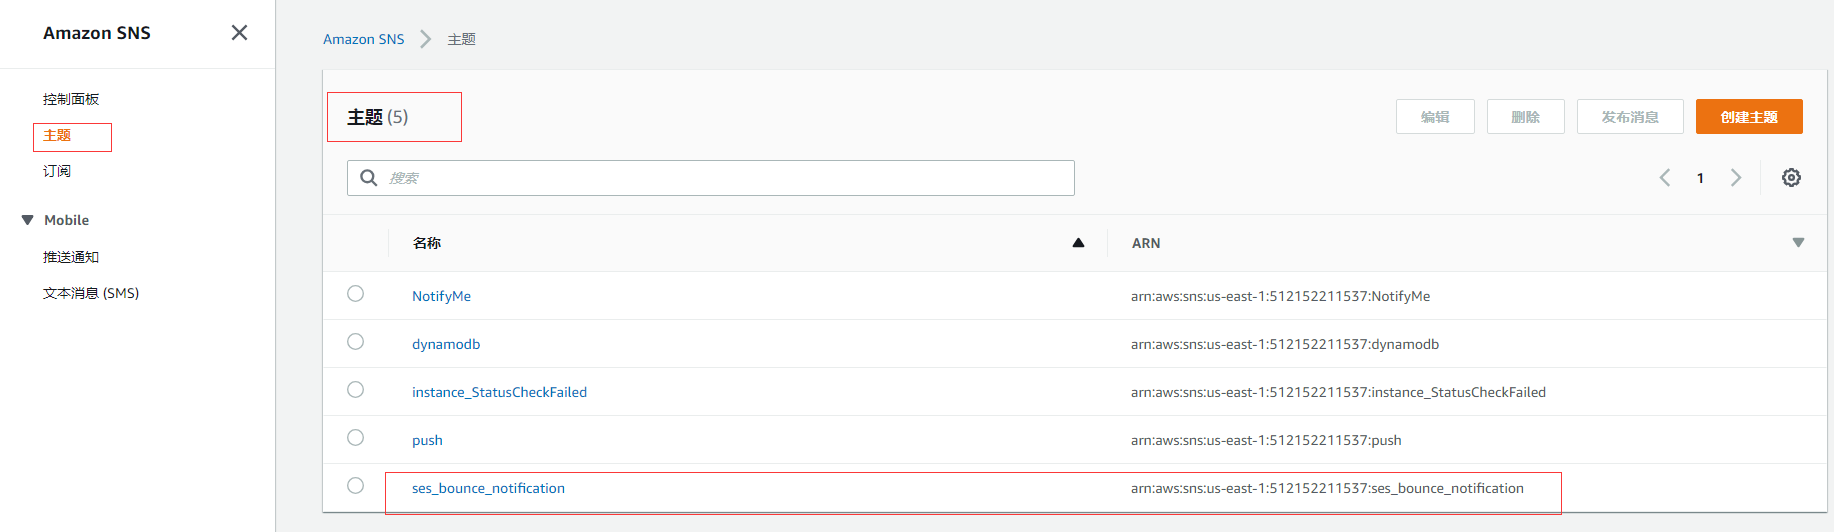 Amazon SNS
控制面板
主题
订阅
Mobile
推送通知
文本消息 (SMS)
Amazon SNS 主题
主题 (5)
编辑 删除 发布消息 创建主题
搜索
1
名称 ARN
NotifyMe arn:aws:sns:us-east-1:512152211537:NotifyMe
dynamodb arn:aws:sns:us-east-1:512152211537:dynamodb
instance_StatusCheckFailed arn:aws:sns:us-east-1:512152211537:instance_StatusCheckFailed
push arn:aws:sns:us-east-1:512152211537:push
ses_bounce_notification arn:aws:sns:us-east-1:512152211537:ses_bounce_notification